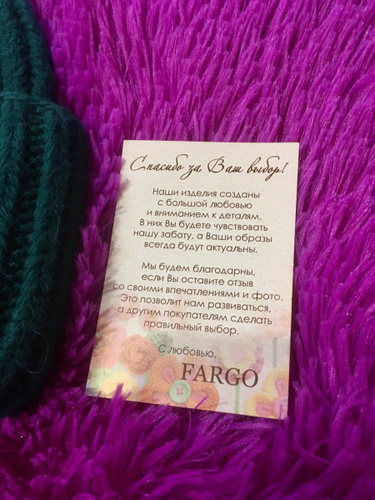 Спасибо за Ваш выбор!
Наши изделия созданы
с большой любовью
и вниманием к деталям.
В них Вы будете чувствовать
нашу заботу, а Ваши образы
всегда будут актуальны.
Мы будем благодарны,
если Вы оставите отзыв
со своими впечатлениями и фото.
Это позволит нам развиваться,
а другим покупателям сделать
правильный выбор.
С любовью,
FARGO